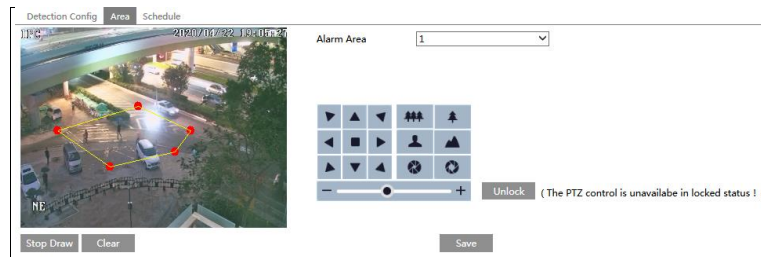 Detection Config Area Schedule
2020/04/22 19:05:27
Alarm Area 1
NE
Unlock ( The PTZ control is unavailabe in locked status !
Stop Draw Clear Save